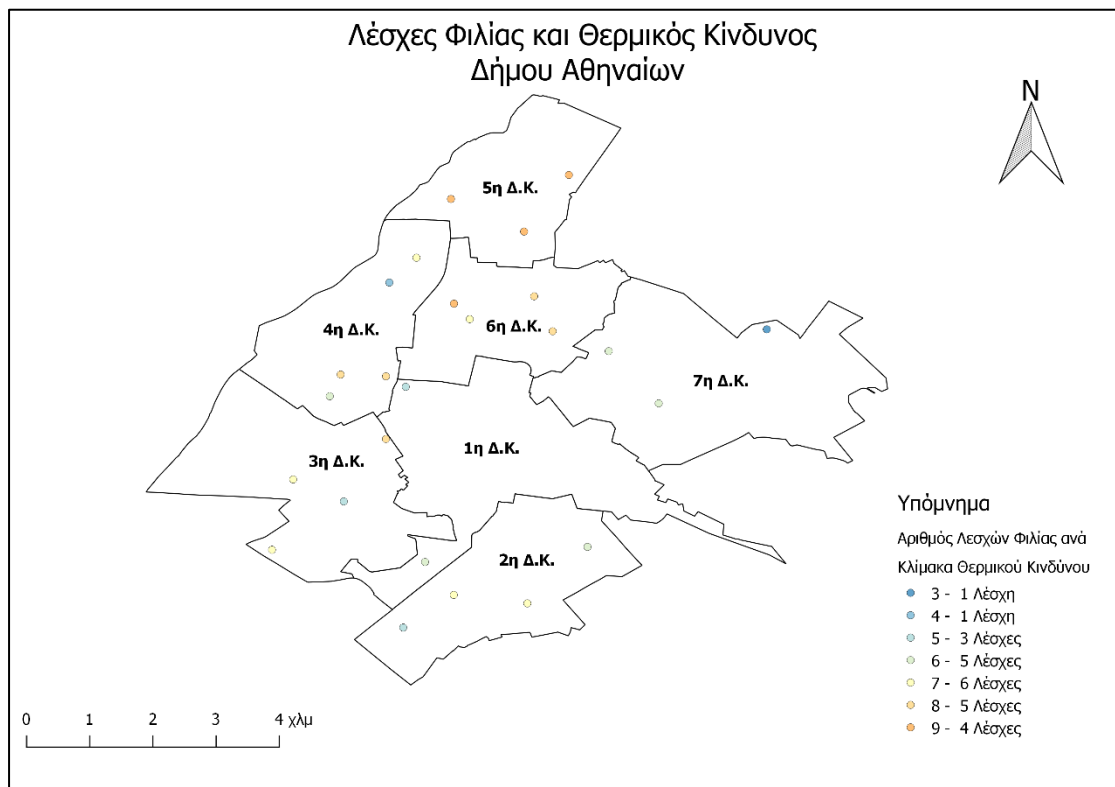 Λέσχες Φιλίας και Θερμικός Κίνδυνος
Δήμου Αθηναίων
N
5η Δ.Κ.
4η Δ.Κ.
6η Δ.Κ.
7η Δ.Κ.
1η Δ.Κ.
3η Δ.Κ.
2η Δ.Κ.
Υπόμνημα
Αριθμός Λεσχών Φιλίας ανά
Κλίμακα Θερμικού Κινδύνου
3 - 1 Λέσχη
4 - 1 Λέσχη
5 - 3 Λέσχες
6 - 5 Λέσχες
7 - 6 Λέσχες
8 - 5 Λέσχες
9 - 4 Λέσχες
0 1 2 3 4 χλμ